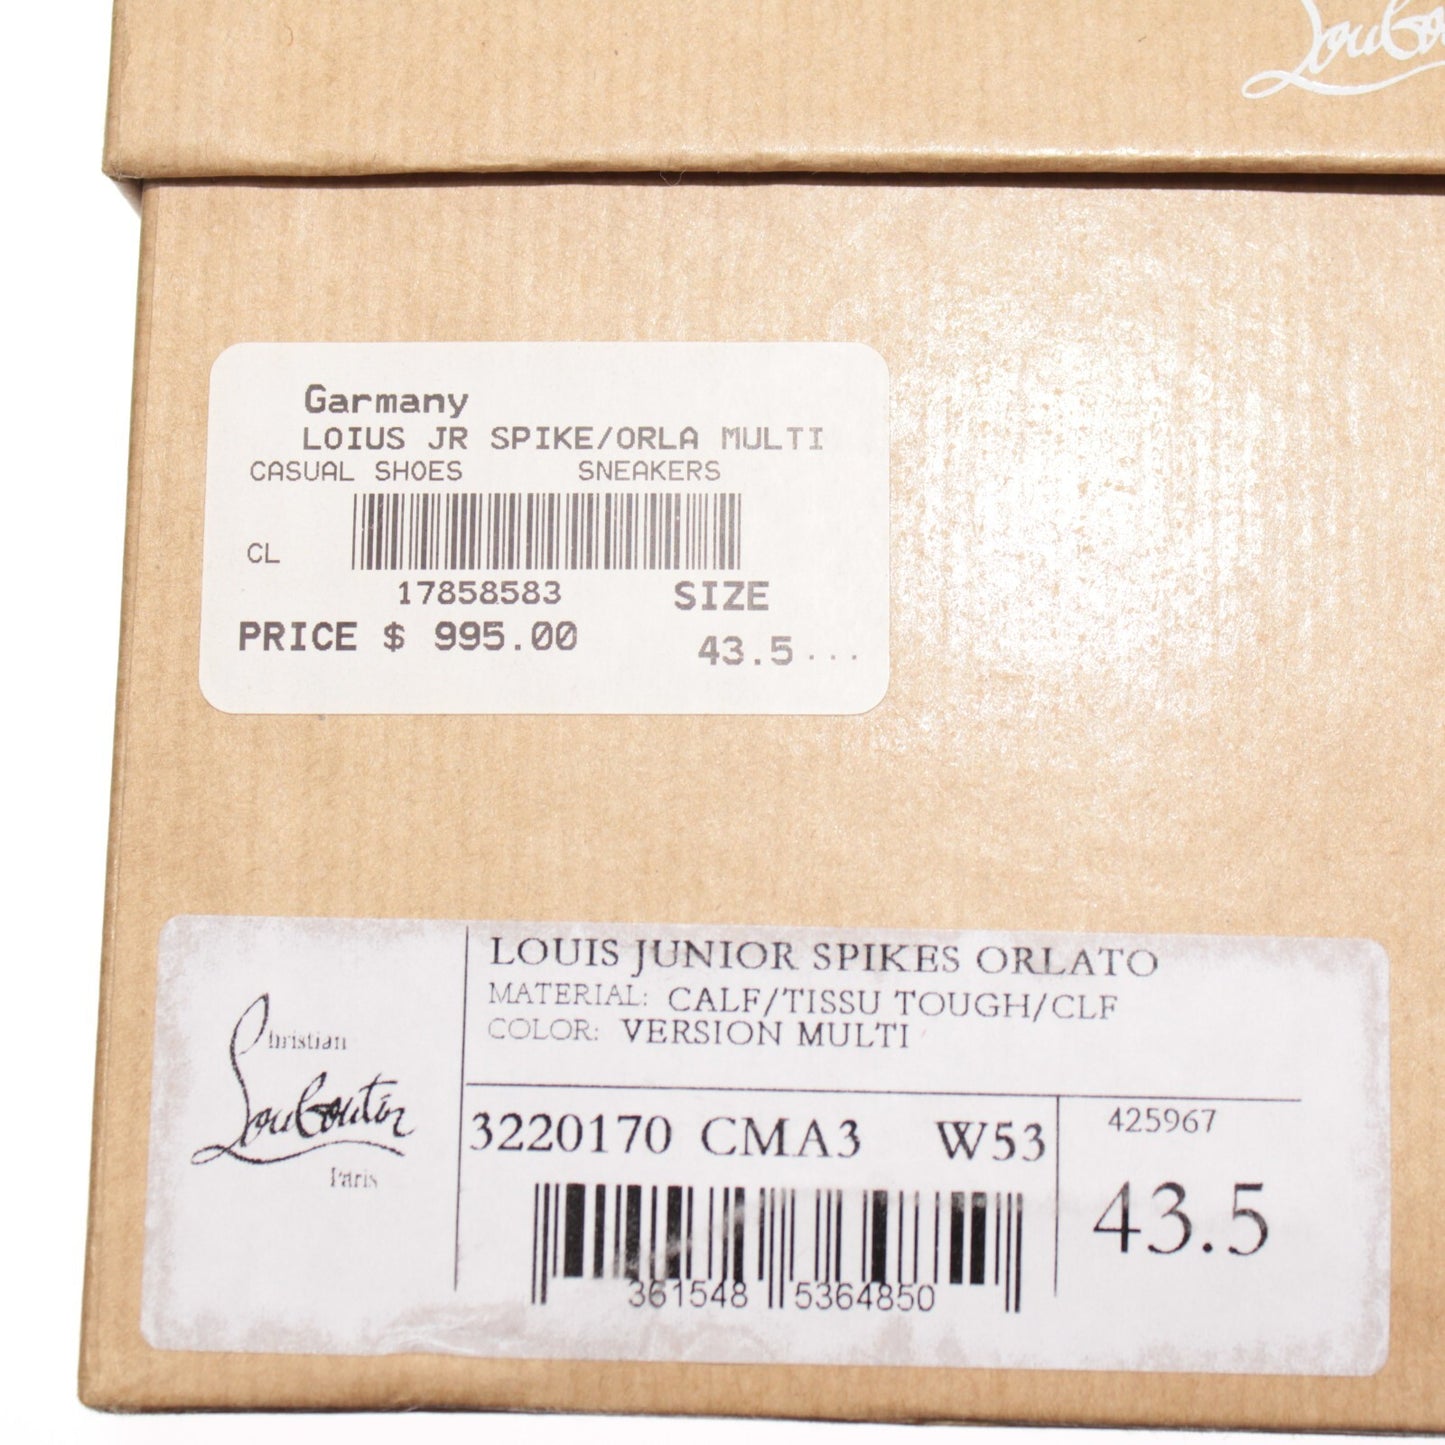 Loubou
Garmany
LOIUS JR SPIKE/ORLA MULTI
CASUAL SHOES SNEAKERS
CL
17858583 SIZE
PRICE $ 995.00 43.5...
LOUIS JUNIOR SPIKES ORLATO
MATERIAL: CALF/TISSU TOUGH/CLF
COLOR: VERSION MULTI
Christian
Louboutin
Paris
3220170 CMA3 W53
425967
43.5
361548 5364850